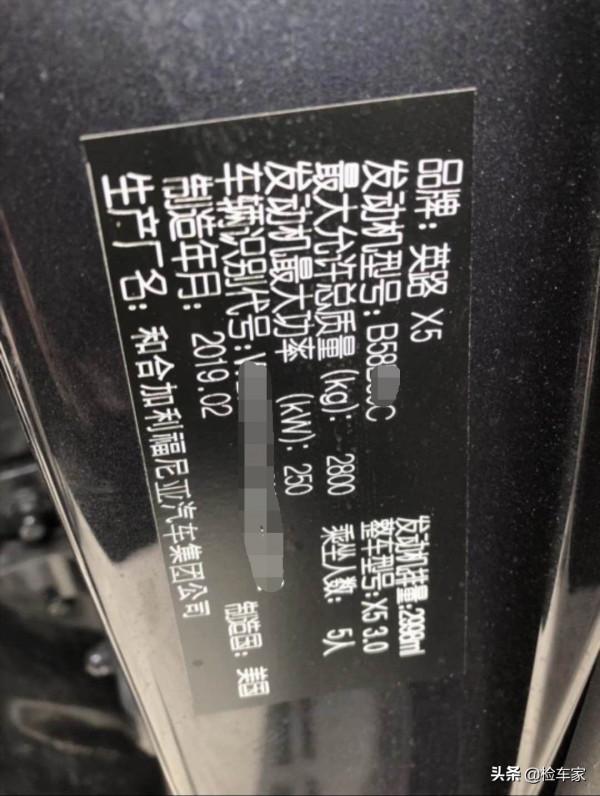 品牌: 英路 X5
发动机型号: B58 C 发动机排量:2998ml
最大允许总质量 (kg): 2800 整车型号: X5 3.0
发动机最大功率 (kW): 250 乘坐人数: 5人
车辆识别代号: V
制造年月: 2019.02 制造国: 美国
生产厂名: 和合加利福尼亚汽车集团公司
头条 @检车家